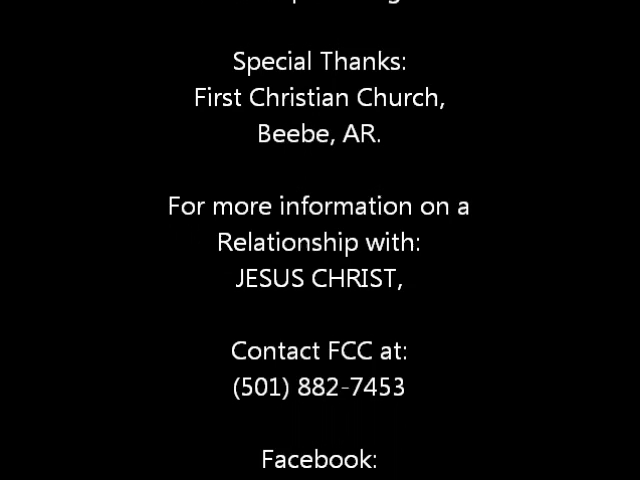 Special Thanks:
First Christian Church,
Beebe, AR.
For more information on a
Relationship with:
JESUS CHRIST,
Contact FCC at:
(501) 882-7453
Facebook: